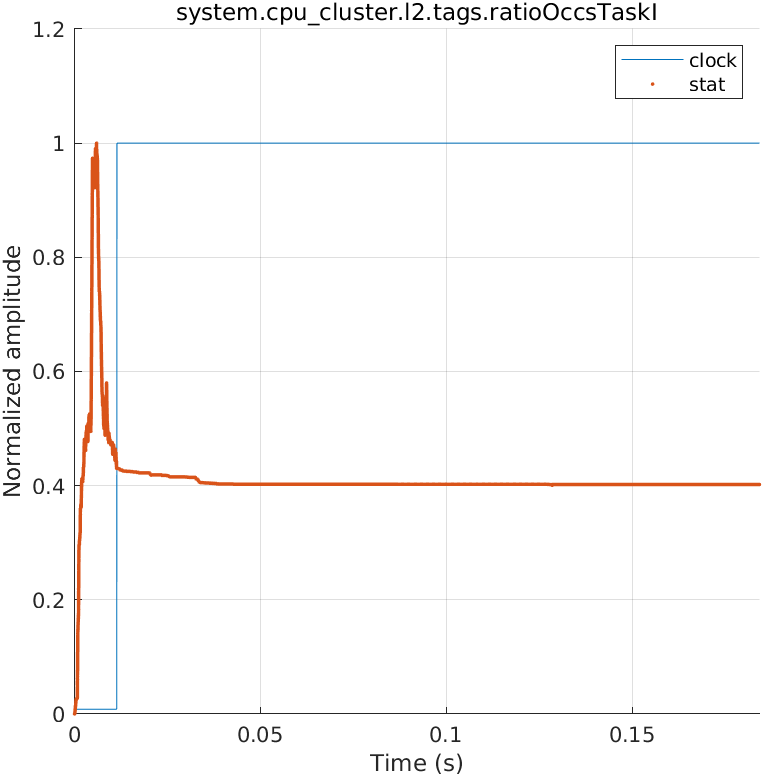 system.cpu_cluster.l2.tags.ratioOccsTaskI
clock
stat
1.2
1
0.8
0.6
0.4
0.2
0
Normalized amplitude
0
0.05
0.1
0.15
Time (s)